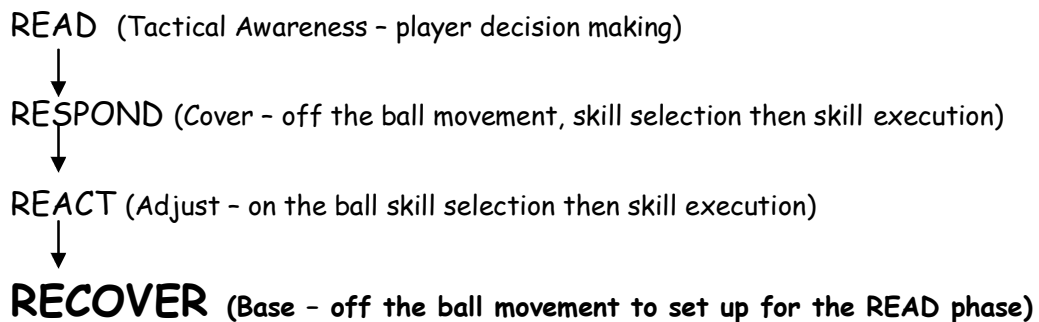 READ (Tactical Awareness – player decision making)
RESPOND (Cover – off the ball movement, skill selection then skill execution)
REACT (Adjust – on the ball skill selection then skill execution)
RECOVER (Base – off the ball movement to set up for the READ phase)